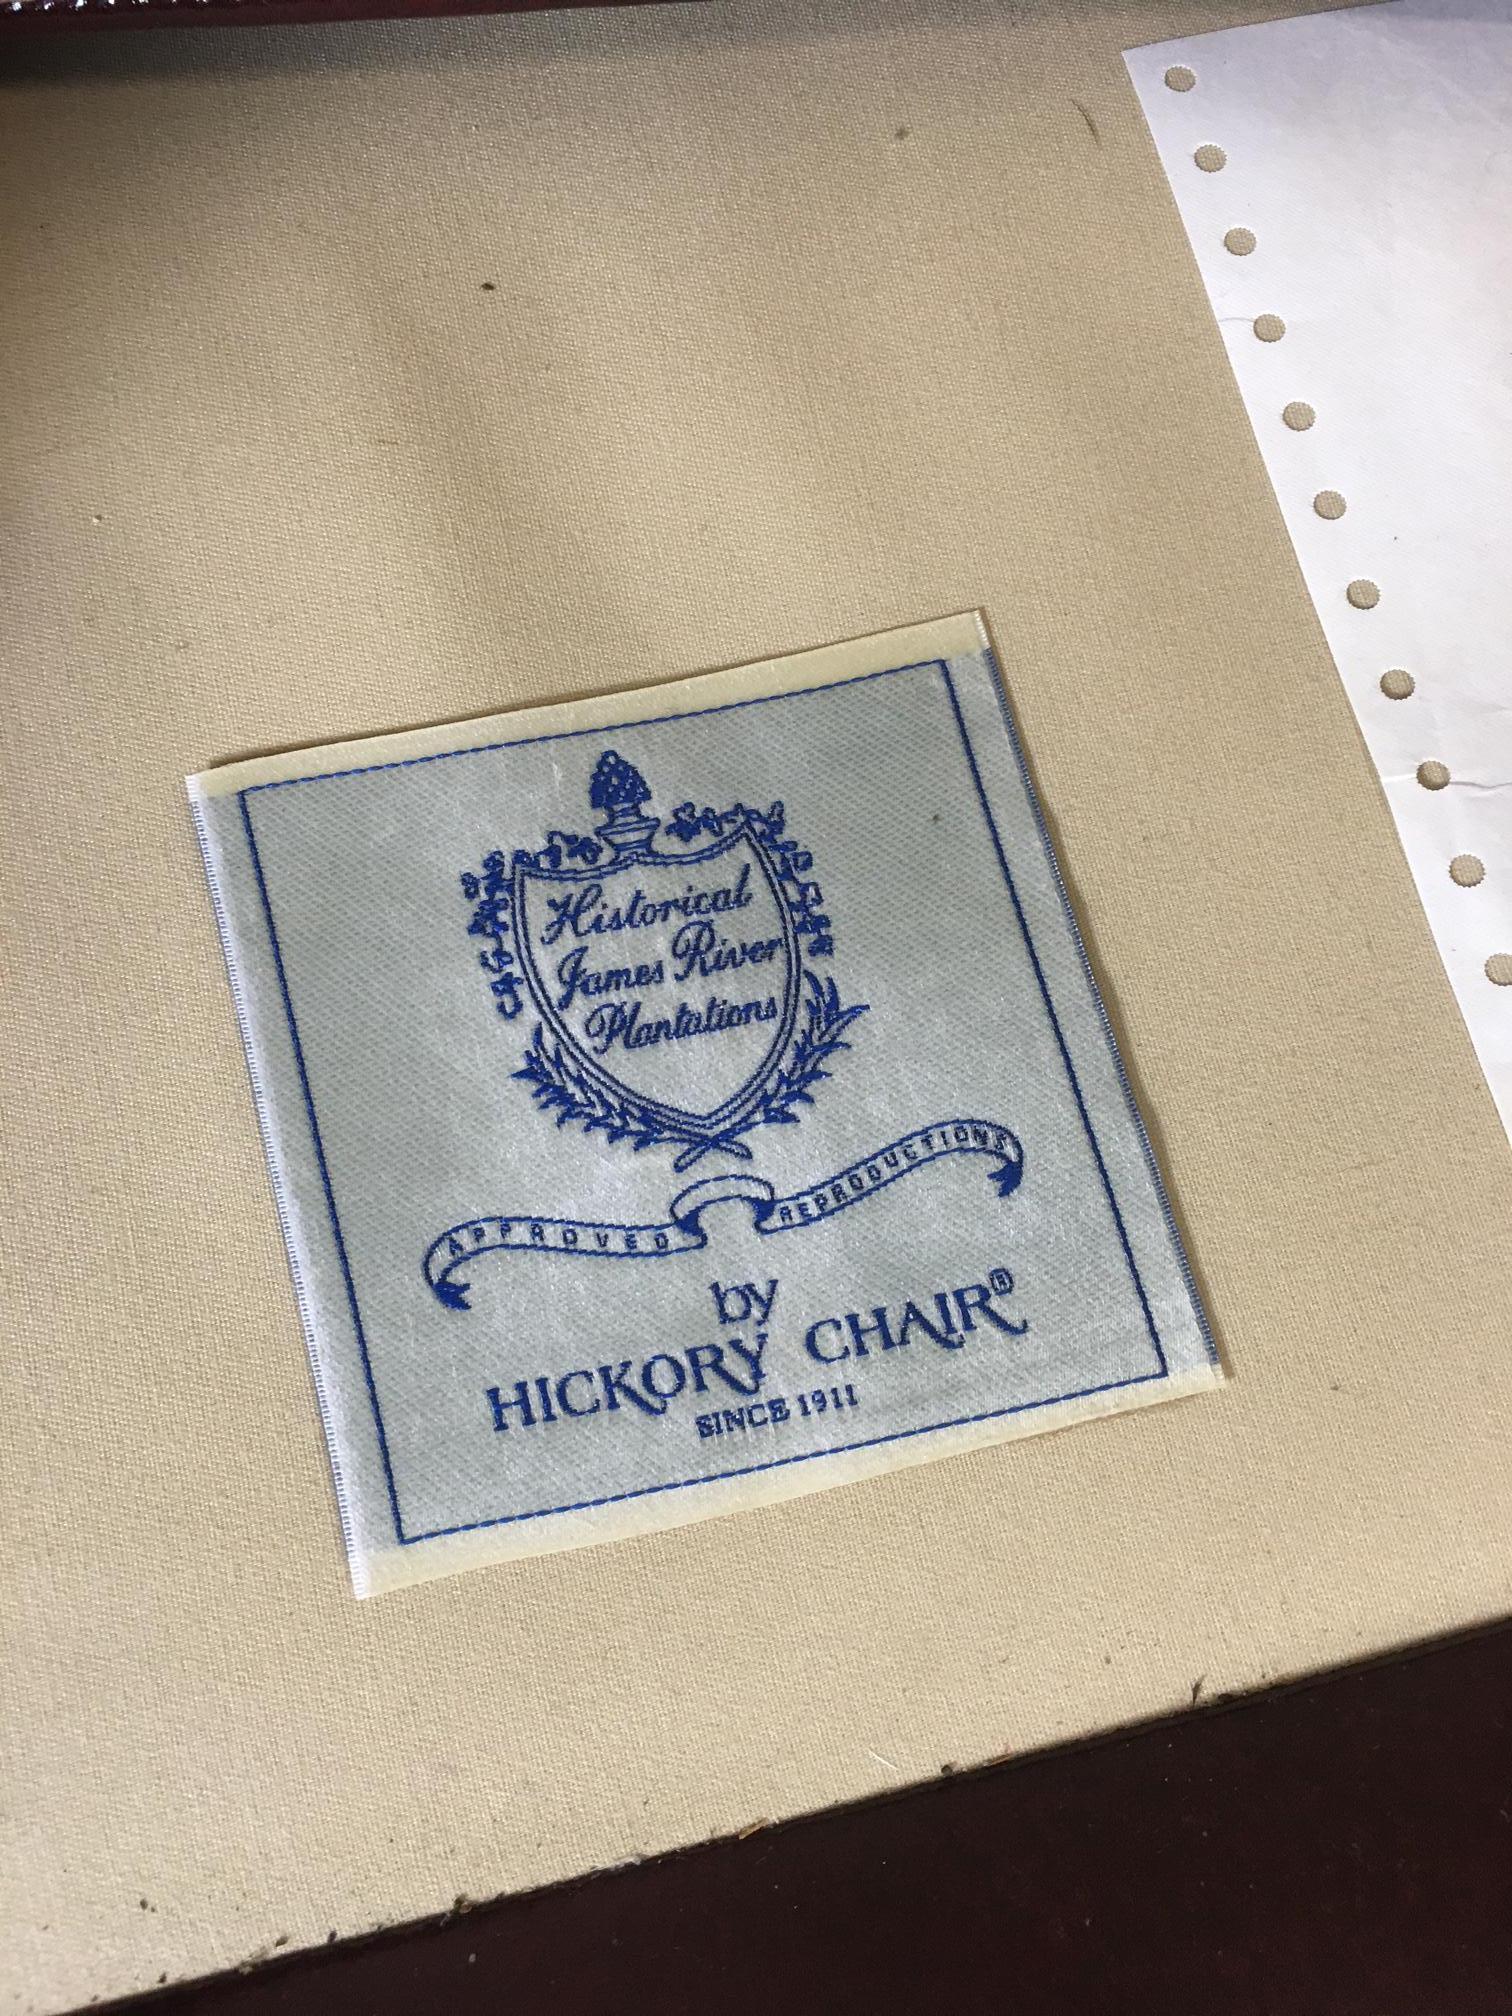 Historical
James River
Plantations
APPROVED REPRODUCTIONS
by
HICKORY CHAIR®
SINCE 1911